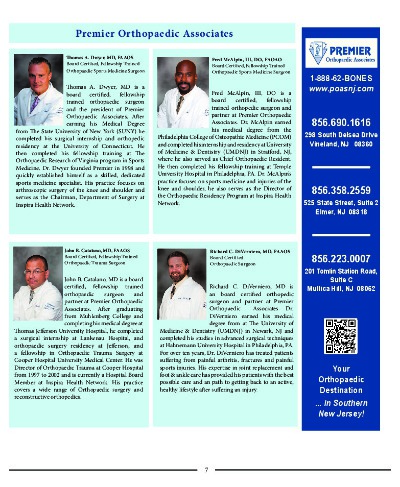 Premier Orthopaedic Associates
Thomas A. Dwyer, MD, FAAOS
Board Certified, Fellowship Trained
Orthopaedic Sports Medicine Surgeon
Thomas A. Dwyer, MD is a
board certified, fellowship
trained orthopaedic surgeon
and the president of Premier
Orthopaedic Associates. After
earning his Medical Degree
from The State University of New York (SUNY) he
completed his surgical internship and orthopedic
residency at the University of Connecticut. He
then completed his fellowship training at The
Orthopaedic Research of Virginia program in Sports
Medicine. Dr. Dwyer founded Premier in 1998 and
quickly established himself as a skilled, dedicated
sports medicine specialist. His practice focuses on
arthroscopic surgery of the knee and shoulder. He
serves as the Chairman, Department of Surgery at
Inspira Health Network.
Fred McAlpin, III, DO, FAOAO
Board Certified, Fellowship Trained
Orthopaedic Sports Medicine Surgeon
Fred McAlpin, III, DO is a
board certified, fellowship
trained orthopedic surgeon and
partner at Premier Orthopaedic
Associates. Dr. McAlpin earned
his medical degree from the
Philadelphia College of Osteopathic Medicine (PCOM)
and completed his internship and residency at University
of Medicine & Dentistry (UMDNJ) in Stratford, NJ,
where he also served as Chief Orthopaedic Resident.
He then completed his fellowship training at Temple
University Hospital in Philadelphia, PA. Dr. McAlpin's
practice focuses on sports medicine and injuries of the
knee and shoulder, he also serves as the Director of
the Orthopaedic Residency Program at Inspira Health
Network.
John B. Catalano, MD, FAAOS
Board Certified, Fellowship Trained
Orthopaedic Trauma Surgeon
John B. Catalano, MD is a board
certified, fellowship trained
orthopaedic surgeon and
partner at Premier Orthopaedic
Associates. After graduating
from Muhlenberg College and
completing his medical degree at
Thomas Jefferson University Hospital, he completed
a surgical internship at Lankenau Hospital, and
orthopaedic surgery residency at Jefferson, and
a fellowship in Orthopaedic Trauma Surgery at
Cooper University Medical Center. He was
Director of Orthopaedic Trauma at Cooper Hospital
from 1997 to 2002 and is currently a Hospital Board
Member at Inspira Health Network. His practice
covers a wide range of Orthopaedic surgery and
reconstructive orthopedics.
Richard C. DiVerniero, MD, FAAOS
Board Certified
Orthopaedic Surgeon
Richard C. DiVerniero, MD is
an board certified orthopedic
surgeon and partner at Premier
Orthopaedic Associates. Dr.
DiVerniero earned his medical
degree from at The University of
Medicine & Dentistry (UMDNJ) in Newark, NJ and
completed his studies in advanced surgical techniques
at Hahnemann University Hospital in Philadelphia, PA.
For over ten years, Dr. DiVerniero has treated patients
suffering from painful arthritis, fractures and painful
sports injuries. His expertise in joint replacement and
foot & ankle care has provided his patients with the best
possible care and an path to getting back to an active,
healthy lifestyle after suffering an injury.
PREMIER
Orthopaedic Associates
1-888-62-BONES
www.poasnj.com
856.690.1616
298 South Delsea Drive
Vineland, NJ 08360
856.358.2559
525 State Street, Suite 2
Elmer, NJ 08318
856.223.0007
201 Tomlin Station Road,
Suite C
Mullica Hill, NJ 08062
Your
Orthopaedic
Destination
... in Southern
New Jersey!
7